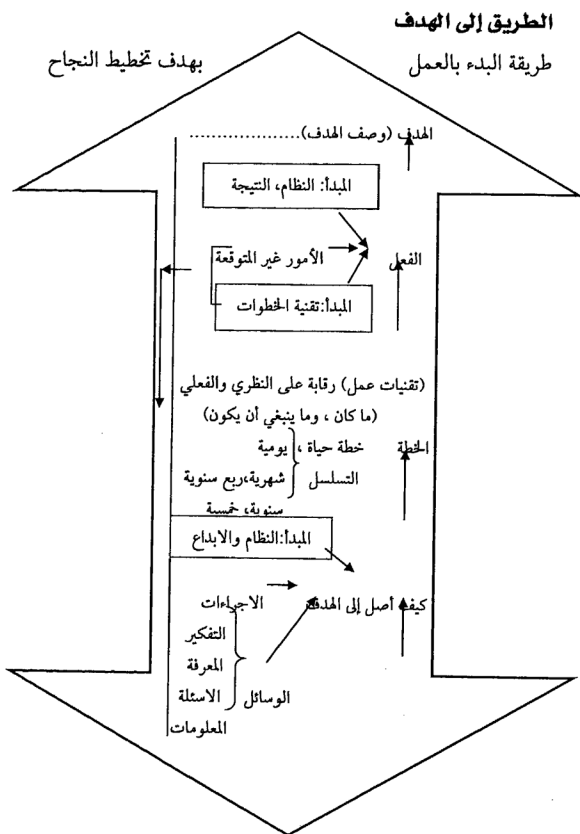 الطريق إلى الهدف
طريقة البدء بالعمل
بهدف تخطيط النجاح
الهدف (وصف الهدف)....................
المبدأ: النظام، النتيجة
الفعل
الأمور غير المتوقعة
المبدأ:تقنية الخطوات
(تقنيات عمل) رقابة على النظري والفعلي
(ما كان ، وما ينبغي أن يكون)
الخطة
خطة حياة ، يومية
التسلسل
شهرية،ربع سنوية
سنوية، خمسية
المبدأ:النظام والابداع
كيف أصل إلى الهدف
الاجراءات
التفكير
المعرفة
الوسائل
الاسئلة
المعلومات